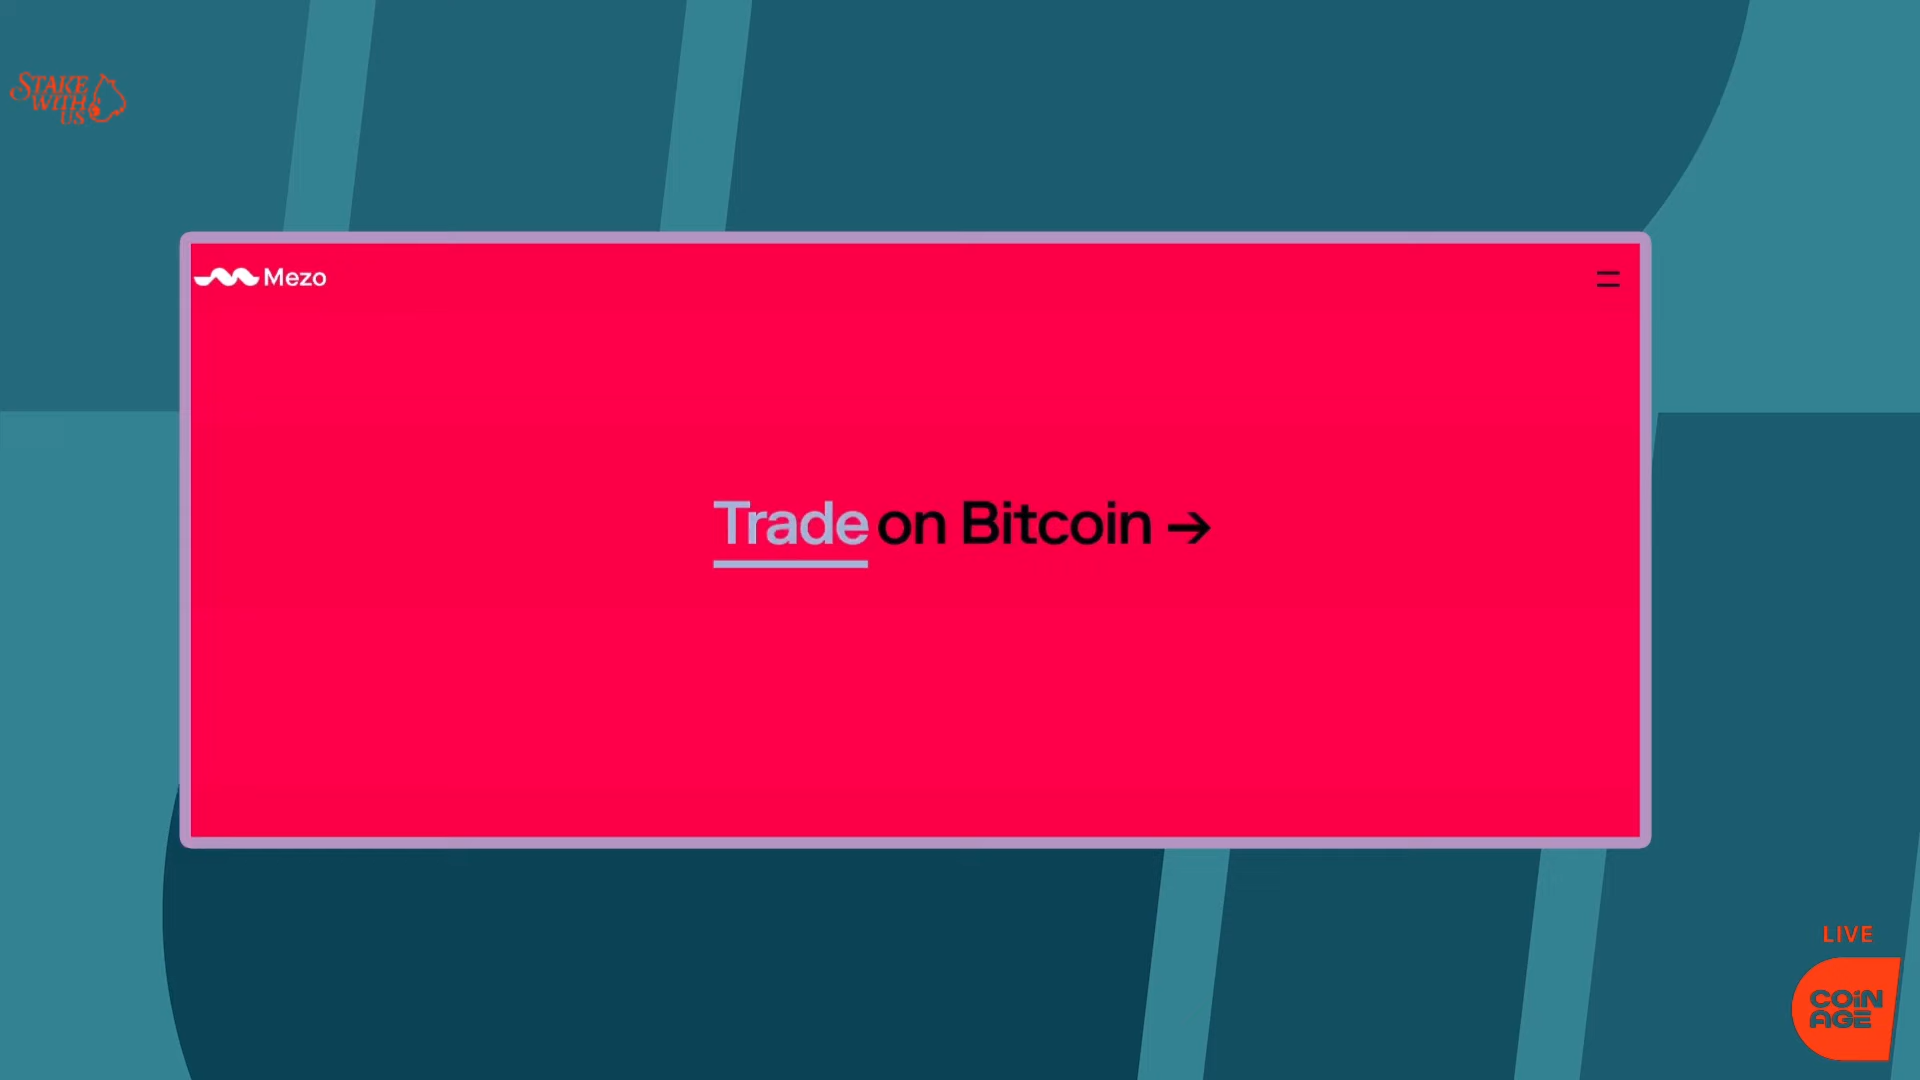 STAKE
WITH
US
Mezo
Trade on Bitcoin →
LIVE
COiN
AGE